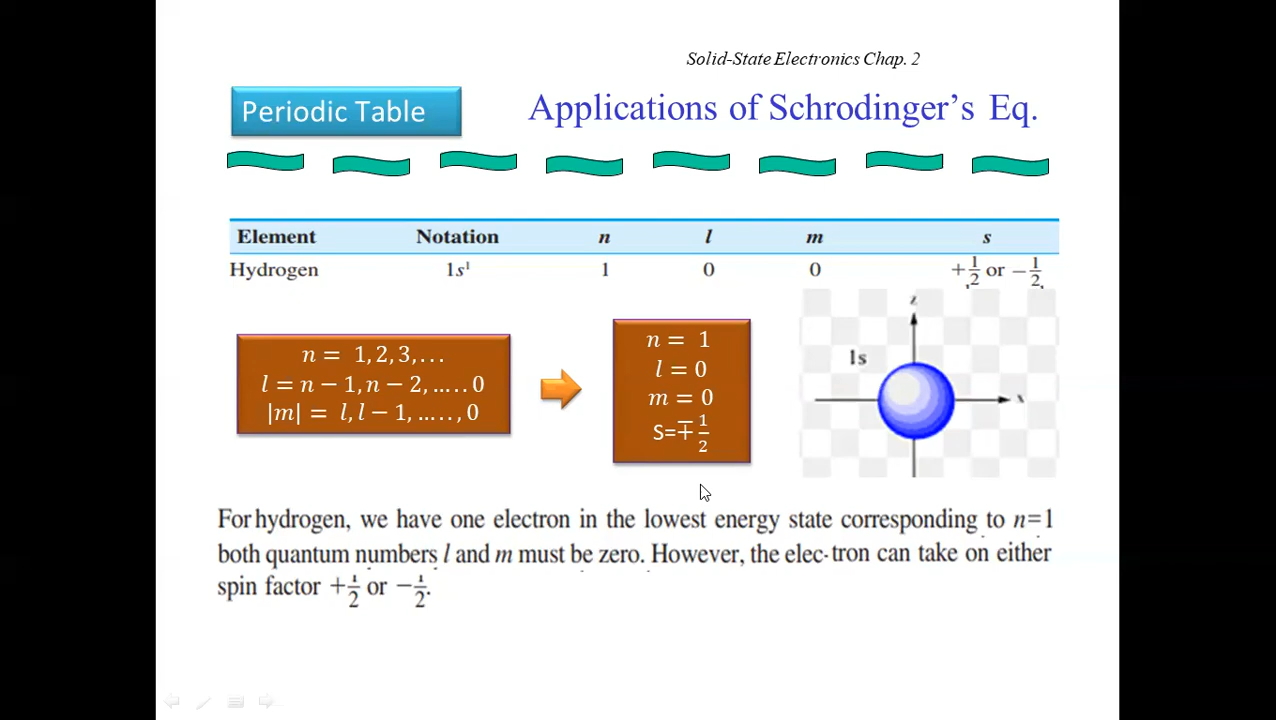 Solid-State Electronics Chap. 2
Periodic Table
Applications of Schrodinger's Eq.
Element Notation n l m s
Hydrogen 1s¹ 1 0 0 +1/2 or −1/2,
n = 1, 2, 3, . . .
l = n − 1, n − 2, ….. 0
|m| = l, l − 1, ….., 0
n = 1
l = 0
m = 0
S=∓ 1/2
z
1s
x
For hydrogen, we have one electron in the lowest energy state corresponding to n=1
both quantum numbers l and m must be zero. However, the elec-tron can take on either
spin factor +1/2 or −1/2.